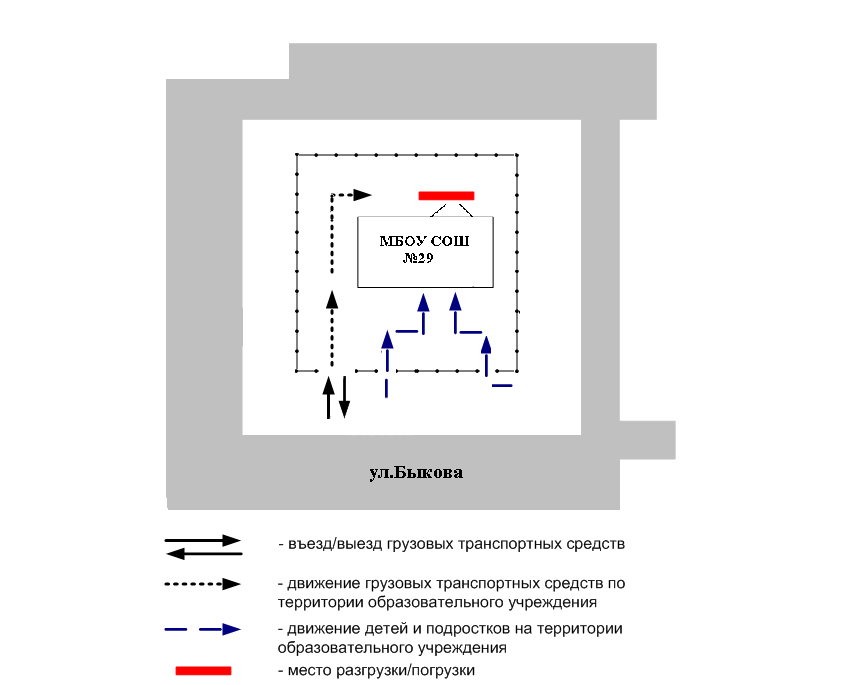 МБОУ СОШ
№29
ул.Быкова
- въезд/выезд грузовых транспортных средств
- движение грузовых транспортных средств по
территории образовательного учреждения
- движение детей и подростков на территории
образовательного учреждения
- место разгрузки/погрузки